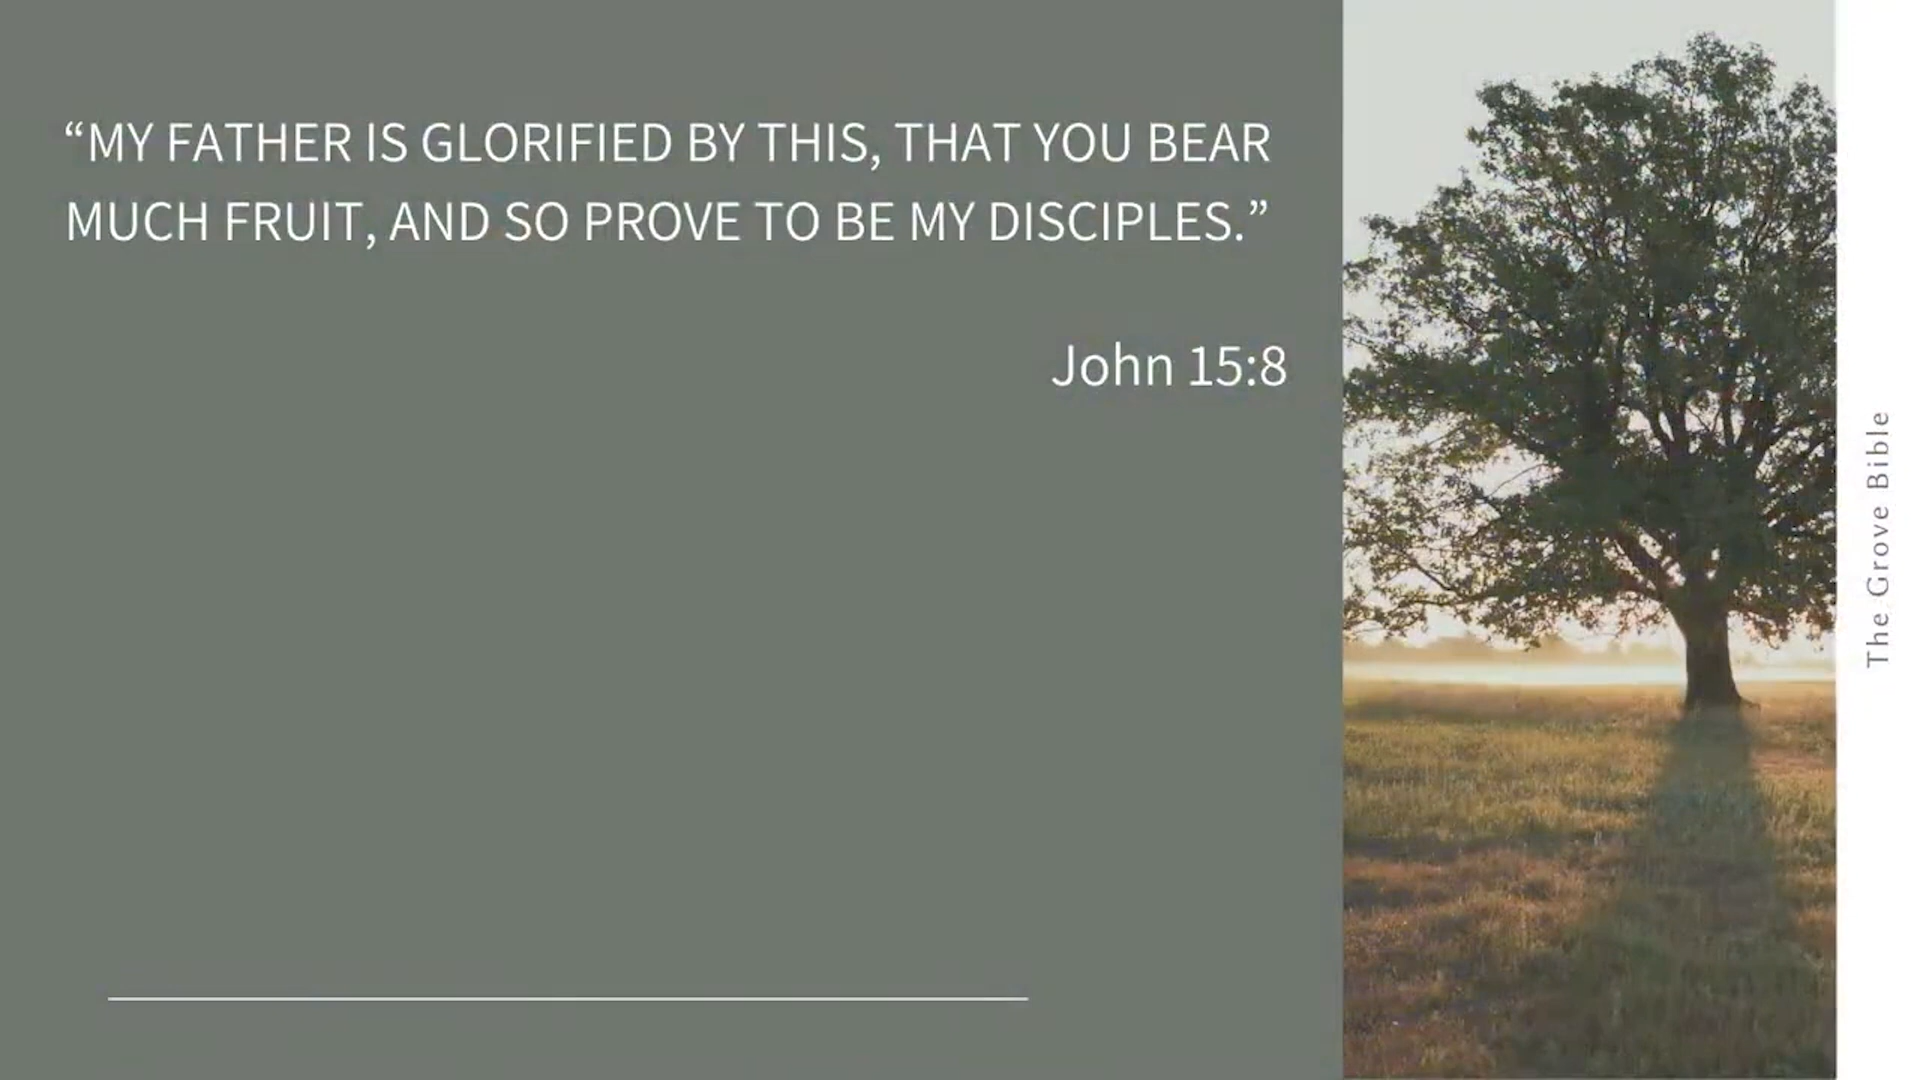 “MY FATHER IS GLORIFIED BY THIS, THAT YOU BEAR
MUCH FRUIT, AND SO PROVE TO BE MY DISCIPLES.”
John 15:8
The Grove Bible